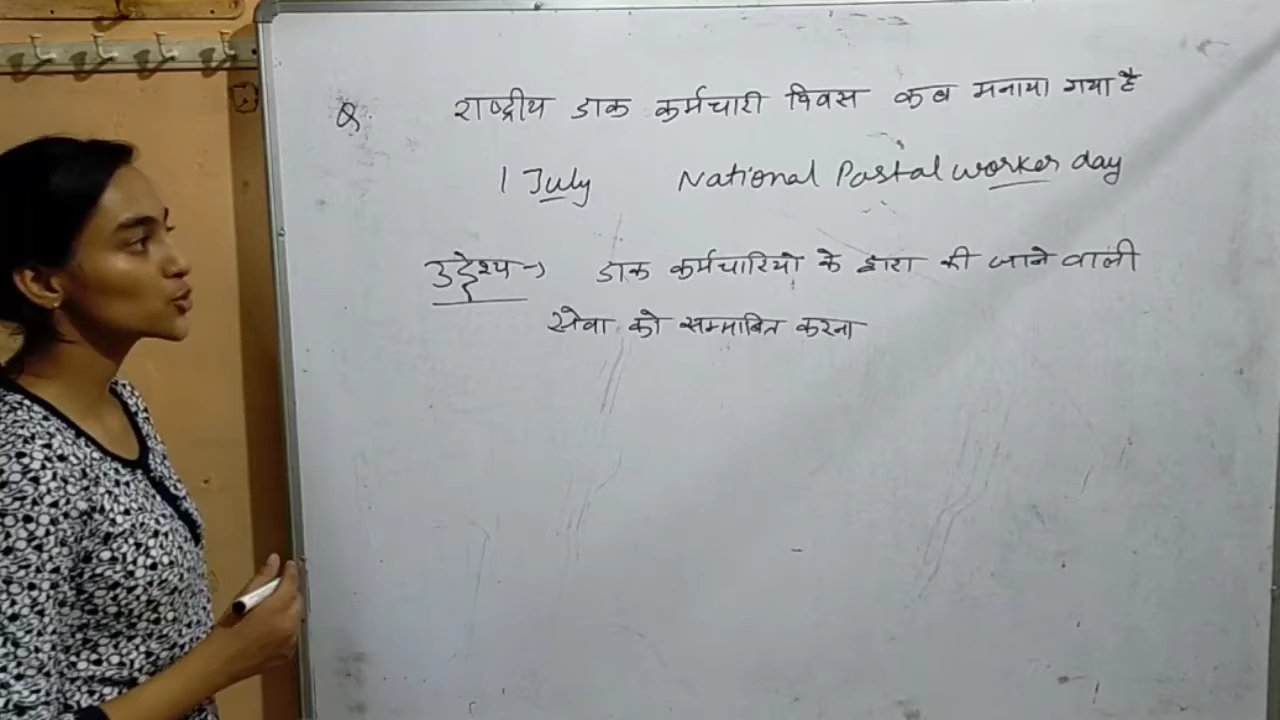 Q. राष्ट्रीय डाक कर्मचारी दिवस कब मनाया गया है
1 July National Postal worker day
उद्देश्य → डाक कर्मचारियो के द्वारा की जाने वाली
सेवा को सम्मानित करना